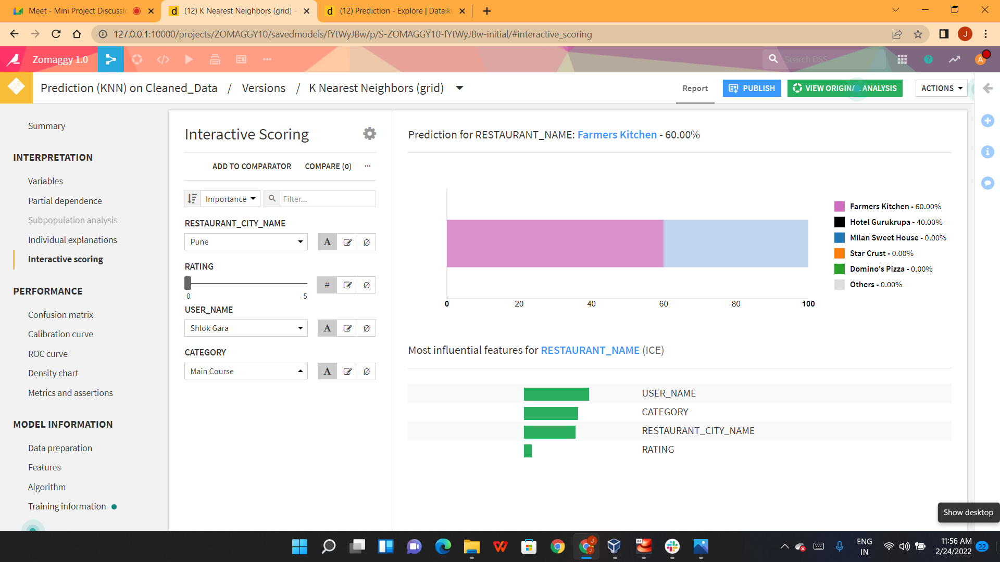 Meet - Mini Project Discussio
(12) K Nearest Neighbors (grid) -
(12) Prediction - Explore | Dataiku
127.0.0.1:10000/projects/ZOMAGGY10/savedmodels/fYtWyJBw/p/S-ZOMAGGY10-fYtWyJBw-initial/#interactive_scoring
J
Zomaggy 1.0
Search DSS...
A
Prediction (KNN) on Cleaned_Data / Versions / K Nearest Neighbors (grid)
Report
PUBLISH
VIEW ORIGINAL ANALYSIS
ACTIONS
Summary
INTERPRETATION
Variables
Partial dependence
Subpopulation analysis
Individual explanations
Interactive scoring
PERFORMANCE
Confusion matrix
Calibration curve
ROC curve
Density chart
Metrics and assertions
MODEL INFORMATION
Data preparation
Features
Algorithm
Training information
Interactive Scoring
ADD TO COMPARATOR COMPARE (0) ...
Importance
Filter...
RESTAURANT_CITY_NAME
Pune
A Ø
RATING
# Ø
0 5
USER_NAME
Shlok Gara
A Ø
CATEGORY
Main Course
A Ø
Prediction for RESTAURANT_NAME: Farmers Kitchen - 60.00%
Farmers Kitchen - 60.00%
Hotel Gurukrupa - 40.00%
Milan Sweet House - 0.00%
Star Crust - 0.00%
Domino's Pizza - 0.00%
Others - 0.00%
0 20 40 60 80 100
Most influential features for RESTAURANT_NAME (ICE)
USER_NAME
CATEGORY
RESTAURANT_CITY_NAME
RATING
Show desktop
64
ENG
IN
11:56 AM
2/24/2022
22